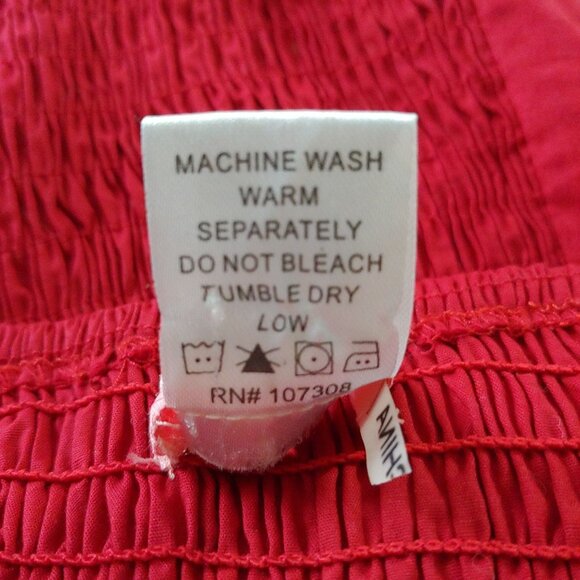 MACHINE WASH
WARM
SEPARATELY
DO NOT BLEACH
TUMBLE DRY
LOW
RN# 107308